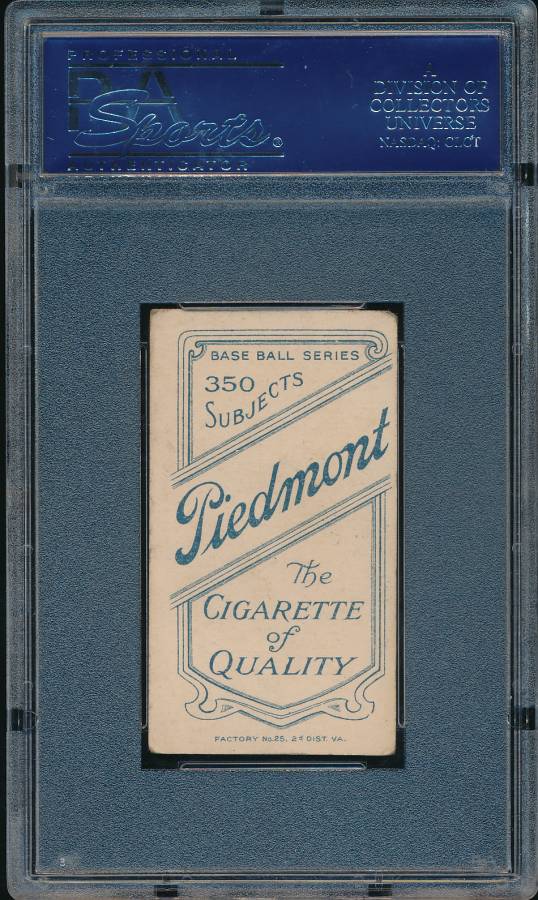 PROFESSIONAL
PSA
Sports®
AUTHENTICATOR
A
DIVISION OF
COLLECTORS
UNIVERSE
NASDAQ: CLCT
BASE BALL SERIES
350
SUBJECTS
Piedmont
The
CIGARETTE
of
QUALITY
FACTORY No. 25, 2d DIST. VA.